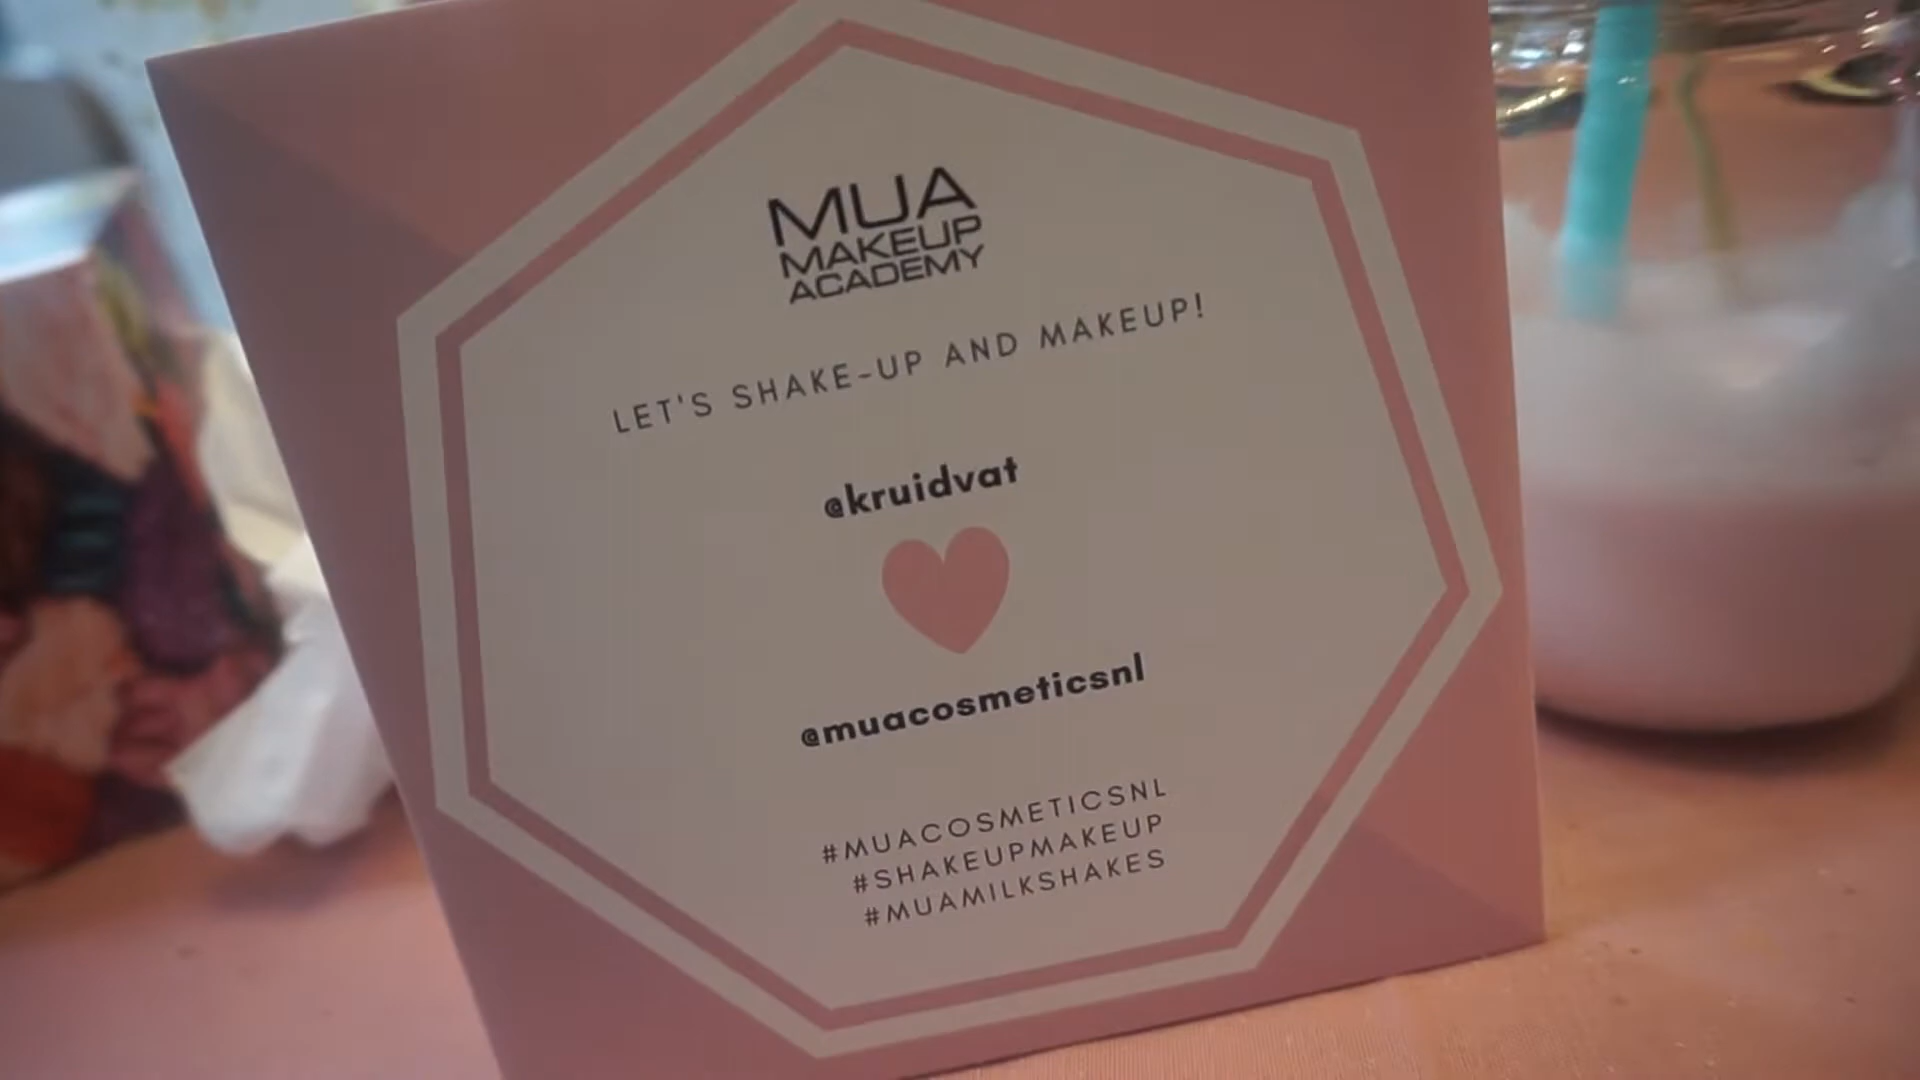 MUA
MAKEUP
ACADEMY
LET'S SHAKE-UP AND MAKEUP!
@kruidvat
@muacosmeticsnl
#MUACOSMETICSNL
#SHAKEUPMAKEUP
#MUAMILKSHAKES